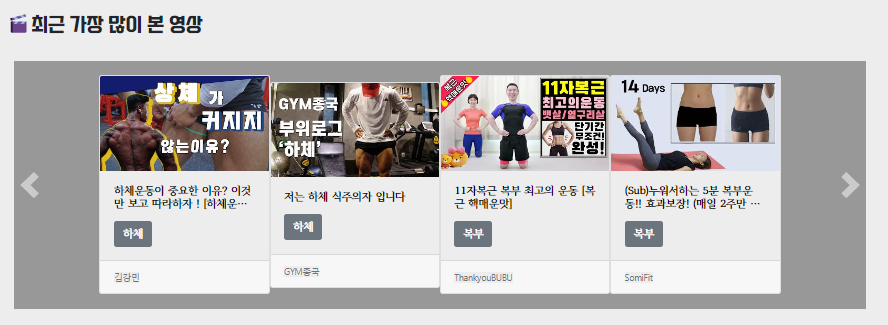 최근 가장 많이 본 영상
상체가
커지지
않는이유?
하체운동이 중요한 이유? 이것
만 보고 따라하자 ! [하체운…
하체
김강민
GYM종국
부위로그
'하체'
저는 하체 식주의자 입니다
하체
GYM종국
복근
핵매운맛
11자복근
최고의운동
뱃살/옆구리살
단기간
무조건!
완성!
11자복근 복부 최고의 운동 [복
근 핵매운맛]
복부
ThankyouBUBU
14 Days
(Sub)누워서하는 5분 복부운
동!! 효과보장! (매일 2주만 …
복부
SomiFit